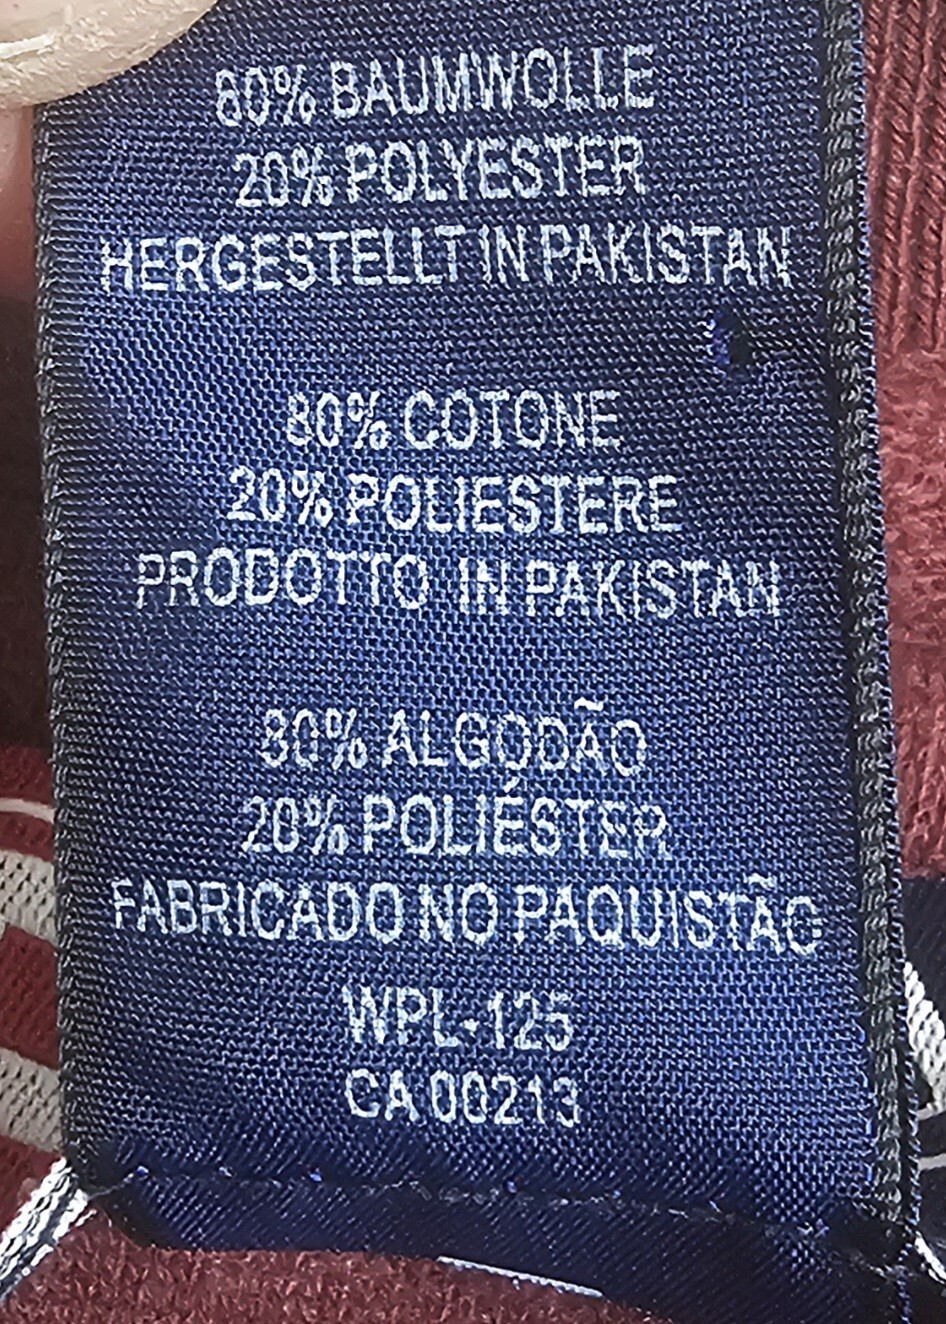 80% BAUMWOLLE
20% POLYESTER
HERGESTELLT IN PAKISTAN
80% COTONE
20% POLIESTERE
PRODOTTO IN PAKISTAN
80% ALGODÃO
20% POLIÉSTER
FABRICADO NO PAQUISTÃO
WPL-125
CA 00213